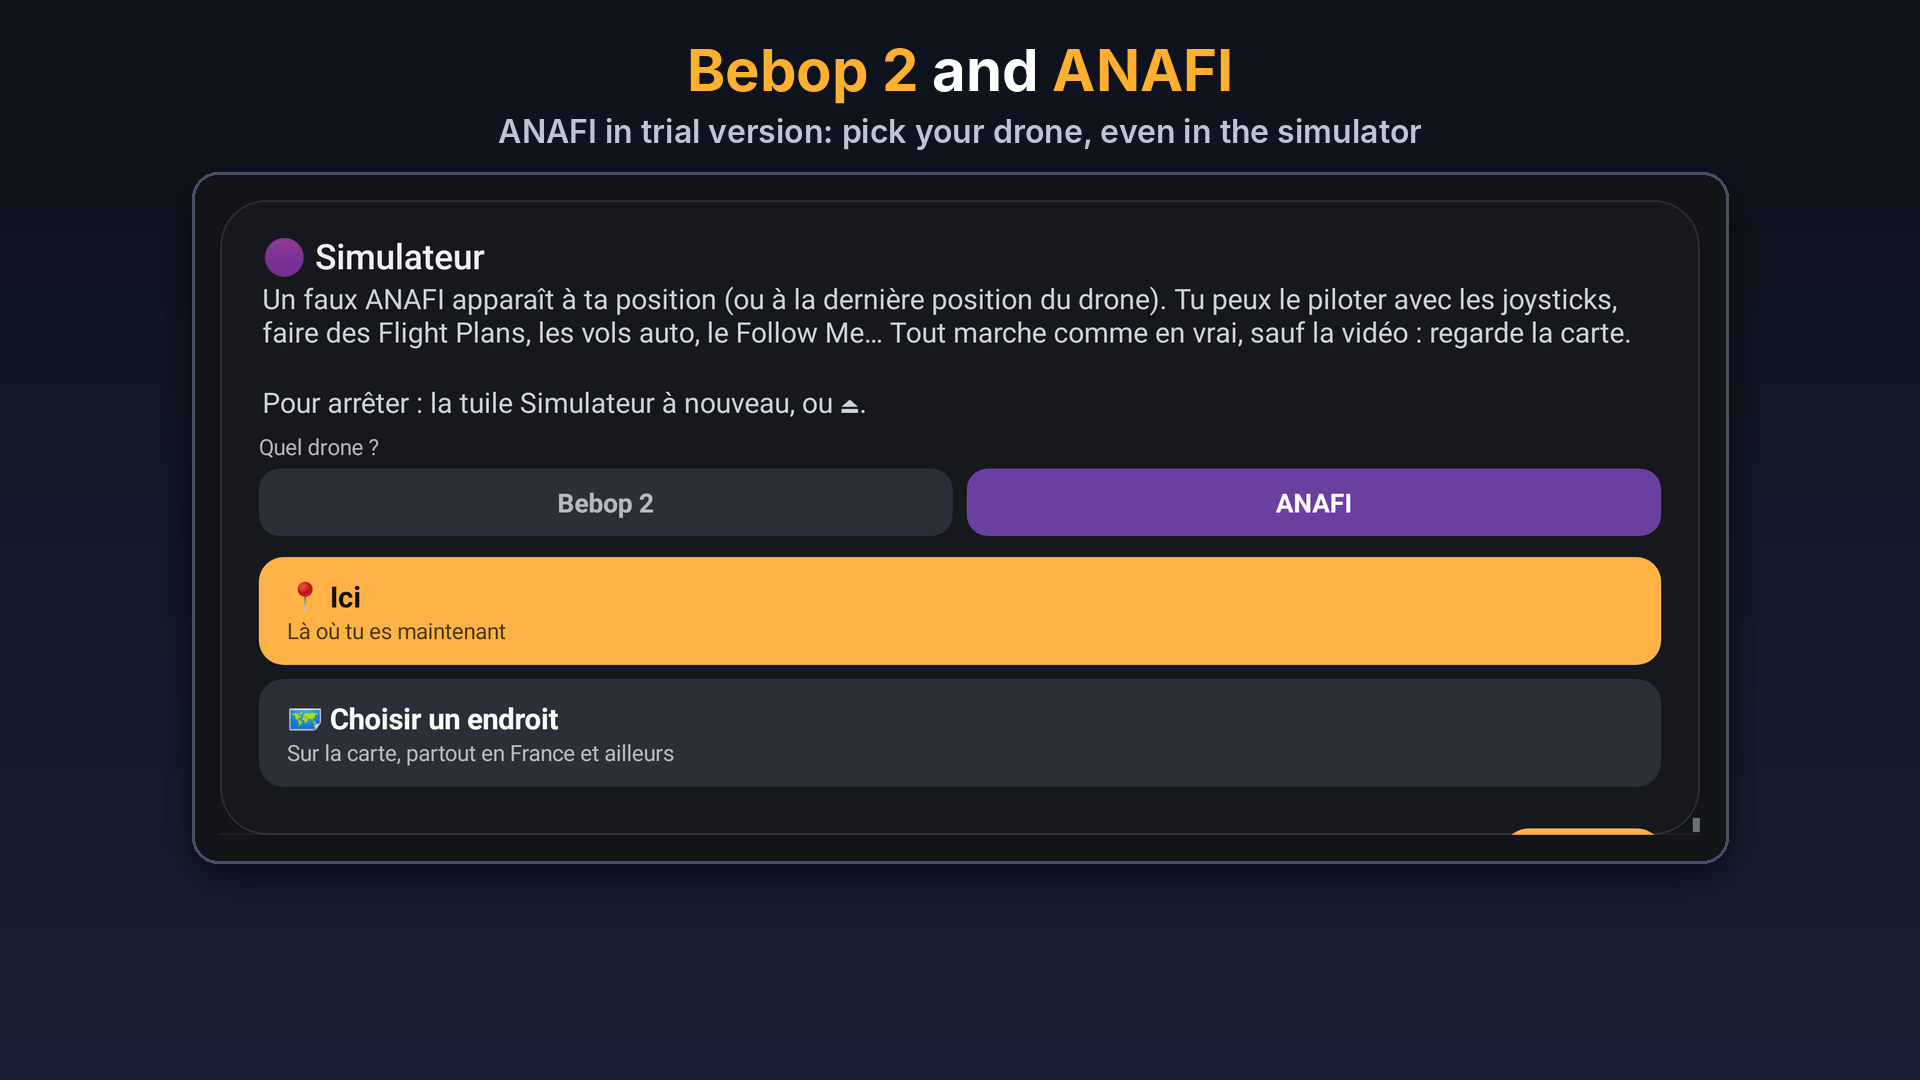 Bebop 2 and ANAFI
ANAFI in trial version: pick your drone, even in the simulator
Simulateur
Un faux ANAFI apparaît à ta position (ou à la dernière position du drone). Tu peux le piloter avec les joysticks,
faire des Flight Plans, les vols auto, le Follow Me... Tout marche comme en vrai, sauf la vidéo : regarde la carte.
Pour arrêter : la tuile Simulateur à nouveau, ou ⏏.
Quel drone ?
Bebop 2
ANAFI
Ici
Là où tu es maintenant
Choisir un endroit
Sur la carte, partout en France et ailleurs